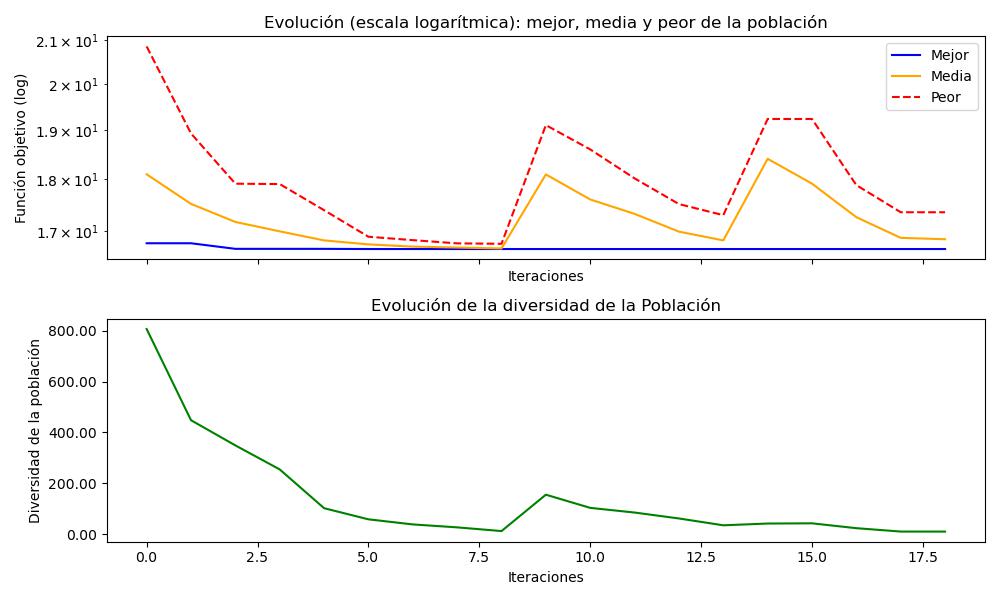 Evolución (escala logarítmica): mejor, media y peor de la población
Función objetivo (log)
2.1 × 10¹
2 × 10¹
1.9 × 10¹
1.8 × 10¹
1.7 × 10¹
Mejor
Media
Peor
Iteraciones
Evolución de la diversidad de la Población
Diversidad de la población
800.00
600.00
400.00
200.00
0.00
0.0 2.5 5.0 7.5 10.0 12.5 15.0 17.5
Iteraciones